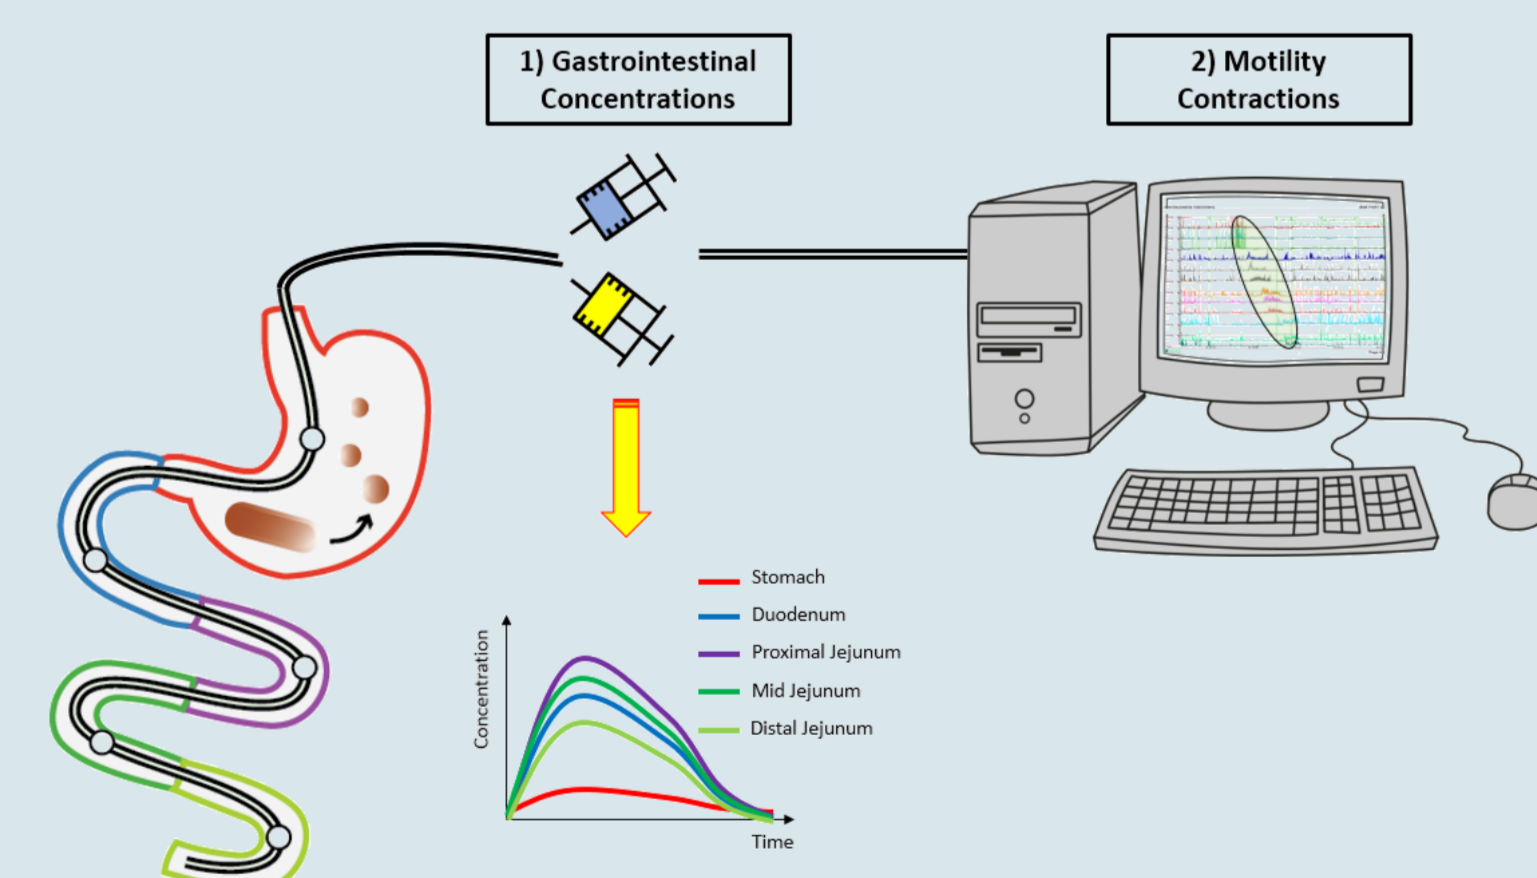 1) Gastrointestinal
Concentrations
2) Motility
Contractions
Stomach
Duodenum
Proximal Jejunum
Mid Jejunum
Distal Jejunum
Concentration
Time